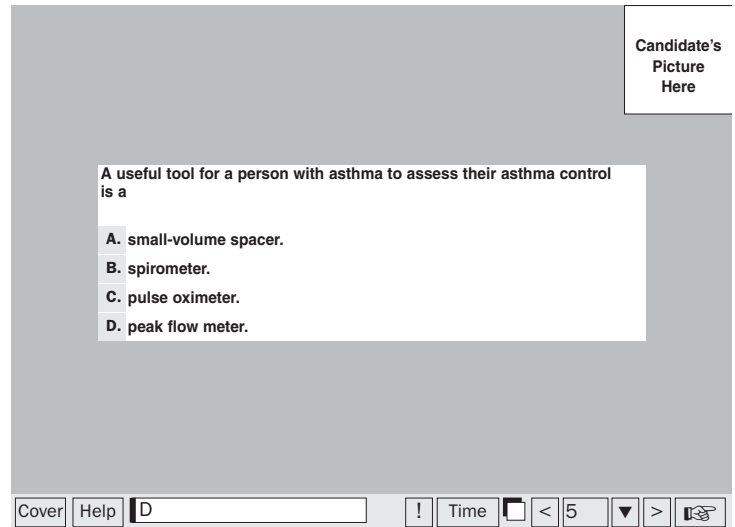 Candidate's
Picture
Here
A useful tool for a person with asthma to assess their asthma control
is a
A. small-volume spacer.
B. spirometer.
C. pulse oximeter.
D. peak flow meter.
Cover Help D ! Time < 5 ▼ > ☞